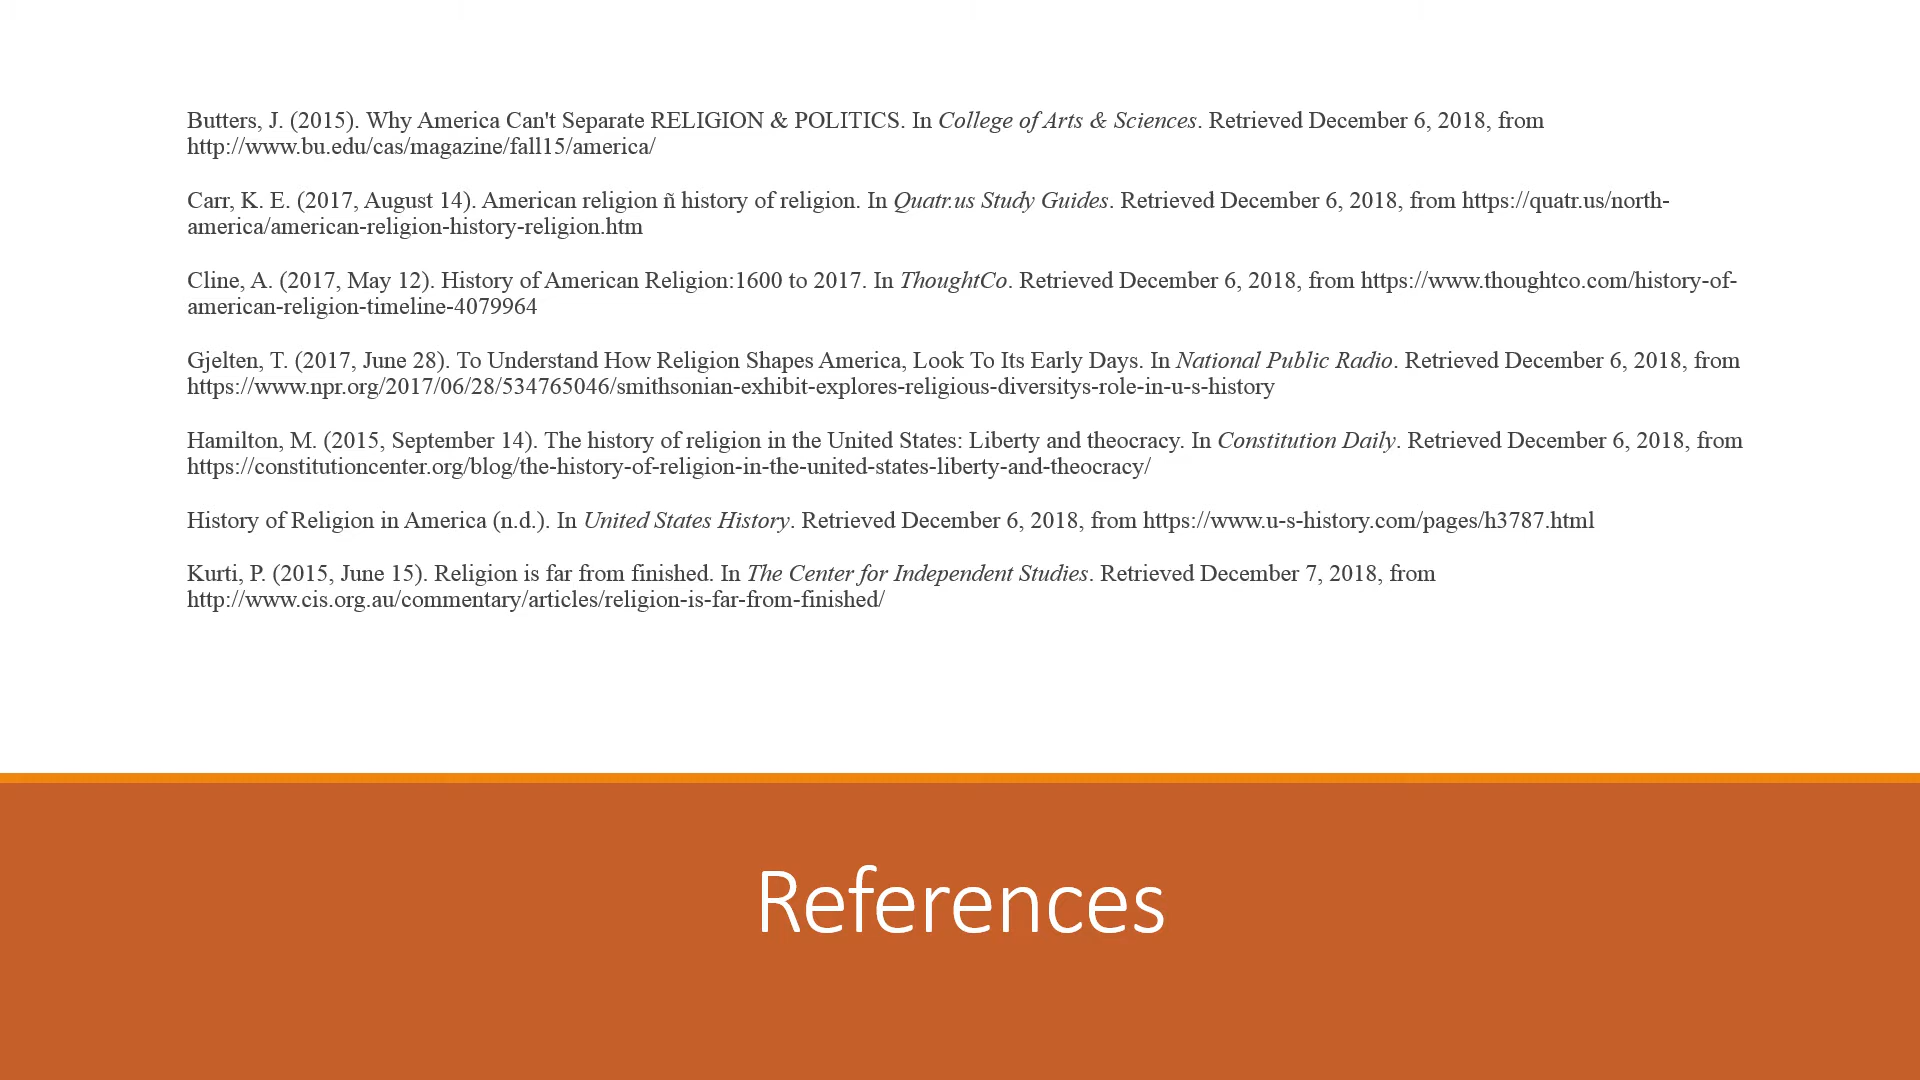 Butters, J. (2015). Why America Can't Separate RELIGION & POLITICS. In College of Arts & Sciences. Retrieved December 6, 2018, from
http://www.bu.edu/cas/magazine/fall15/america/
Carr, K. E. (2017, August 14). American religion ñ history of religion. In Quatr.us Study Guides. Retrieved December 6, 2018, from https://quatr.us/north-
america/american-religion-history-religion.htm
Cline, A. (2017, May 12). History of American Religion:1600 to 2017. In ThoughtCo. Retrieved December 6, 2018, from https://www.thoughtco.com/history-of-
american-religion-timeline-4079964
Gjelten, T. (2017, June 28). To Understand How Religion Shapes America, Look To Its Early Days. In National Public Radio. Retrieved December 6, 2018, from
https://www.npr.org/2017/06/28/534765046/smithsonian-exhibit-explores-religious-diversitys-role-in-u-s-history
Hamilton, M. (2015, September 14). The history of religion in the United States: Liberty and theocracy. In Constitution Daily. Retrieved December 6, 2018, from
https://constitutioncenter.org/blog/the-history-of-religion-in-the-united-states-liberty-and-theocracy/
History of Religion in America (n.d.). In United States History. Retrieved December 6, 2018, from https://www.u-s-history.com/pages/h3787.html
Kurti, P. (2015, June 15). Religion is far from finished. In The Center for Independent Studies. Retrieved December 7, 2018, from
http://www.cis.org.au/commentary/articles/religion-is-far-from-finished/
References